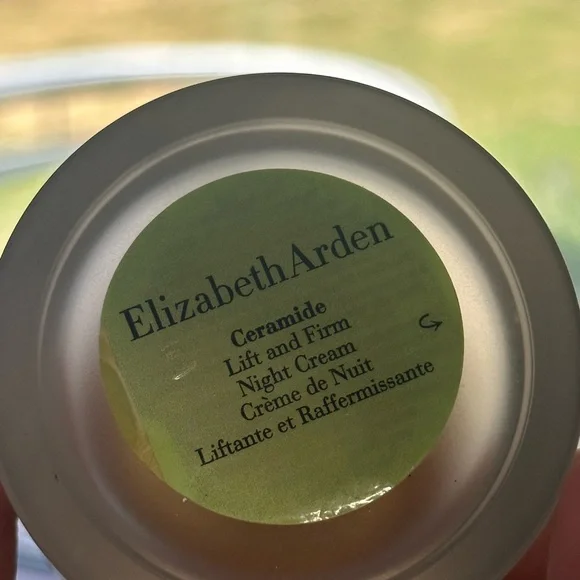 ElizabethArden
Ceramide
Lift and Firm
Night Cream
Crème de Nuit
Liftante et Raffermissante